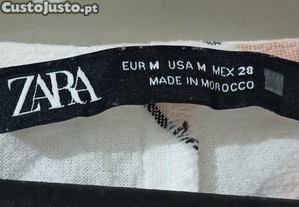 CustoJusto.pt
ZARA
EUR M USA M MEX 28
MADE IN MOROCCO